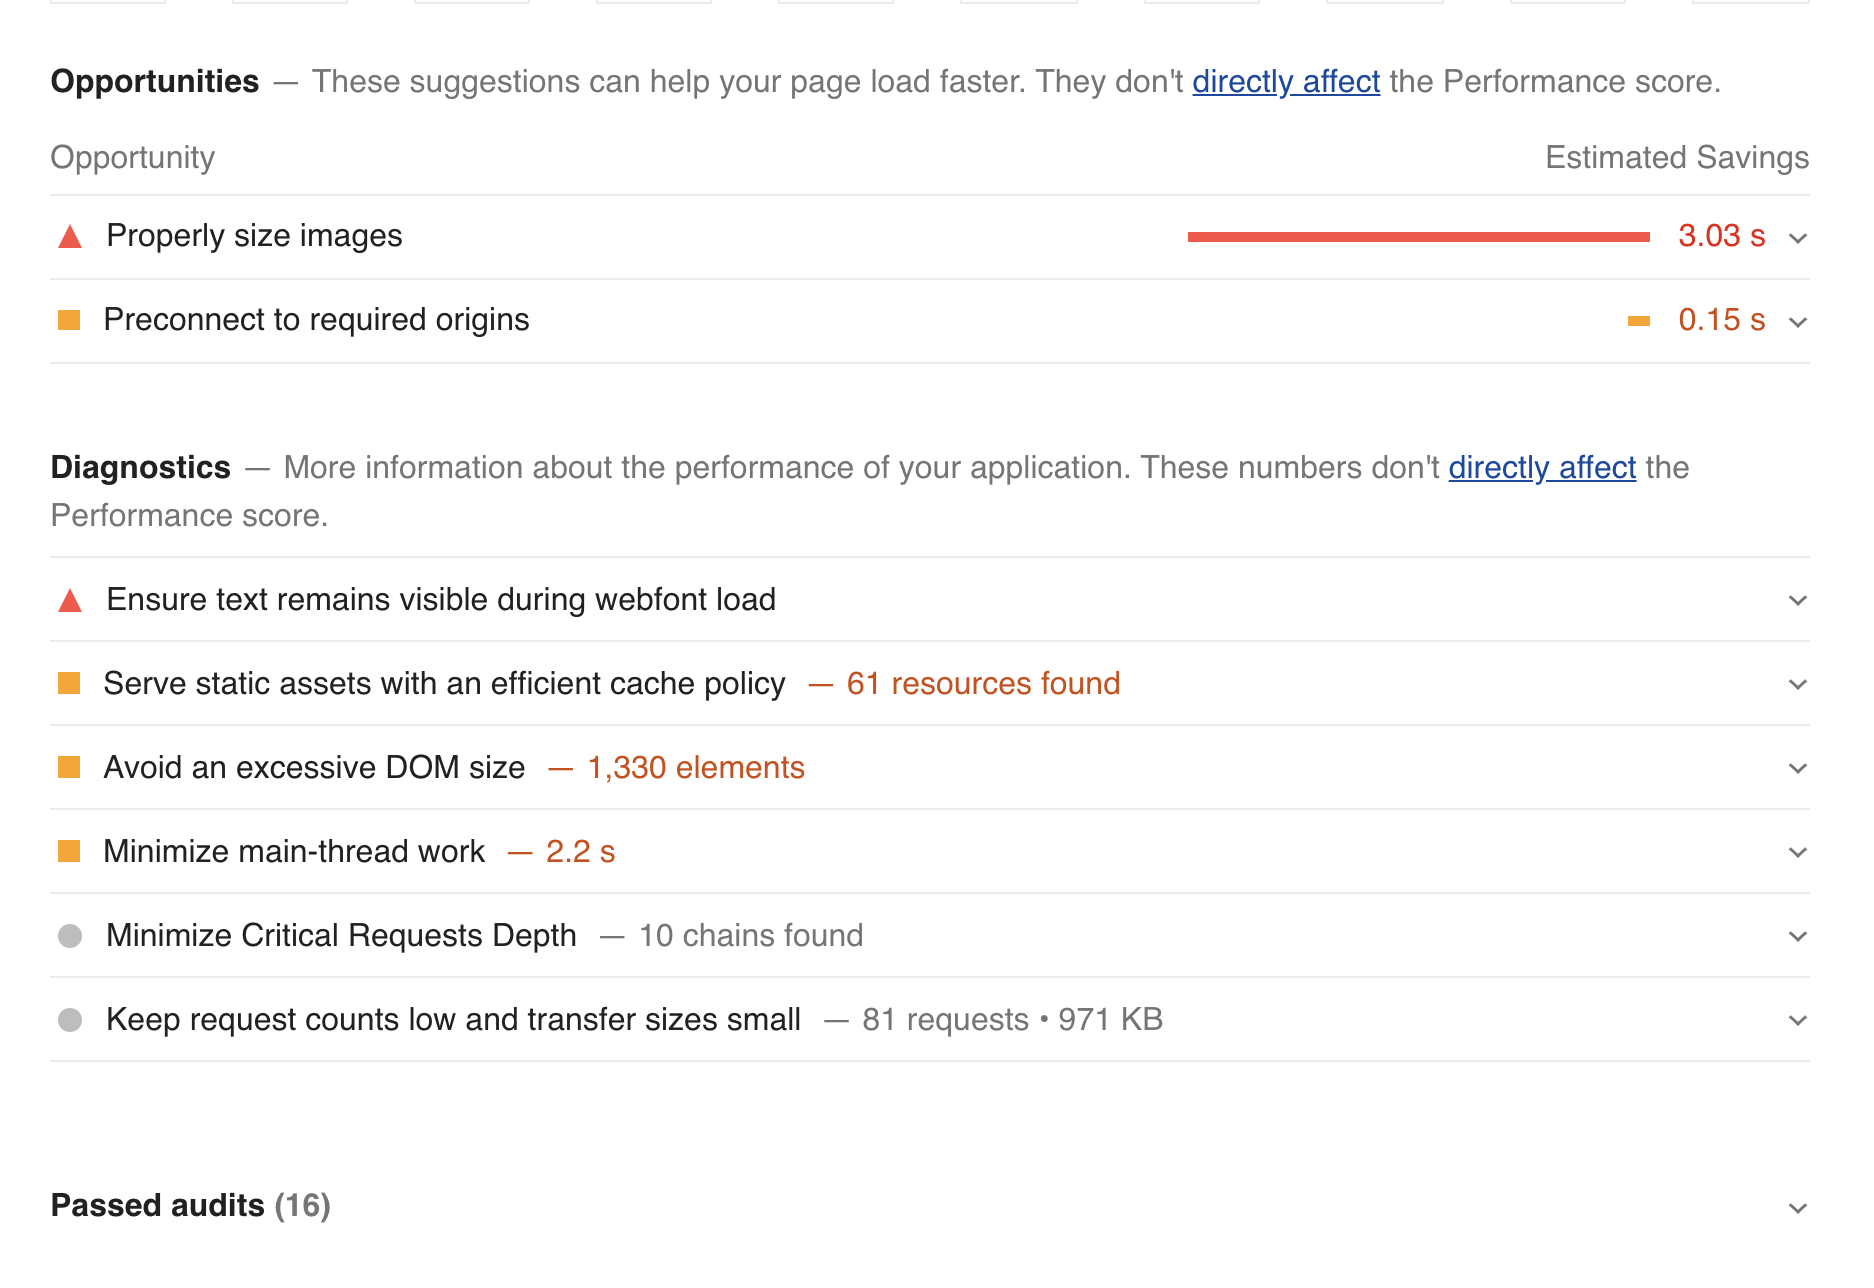 Opportunities — These suggestions can help your page load faster. They don't directly affect the Performance score.
Opportunity Estimated Savings
Properly size images 3.03 s
Preconnect to required origins 0.15 s
Diagnostics — More information about the performance of your application. These numbers don't directly affect the
Performance score.
Ensure text remains visible during webfont load
Serve static assets with an efficient cache policy — 61 resources found
Avoid an excessive DOM size — 1,330 elements
Minimize main-thread work — 2.2 s
Minimize Critical Requests Depth — 10 chains found
Keep request counts low and transfer sizes small — 81 requests • 971 KB
Passed audits (16)